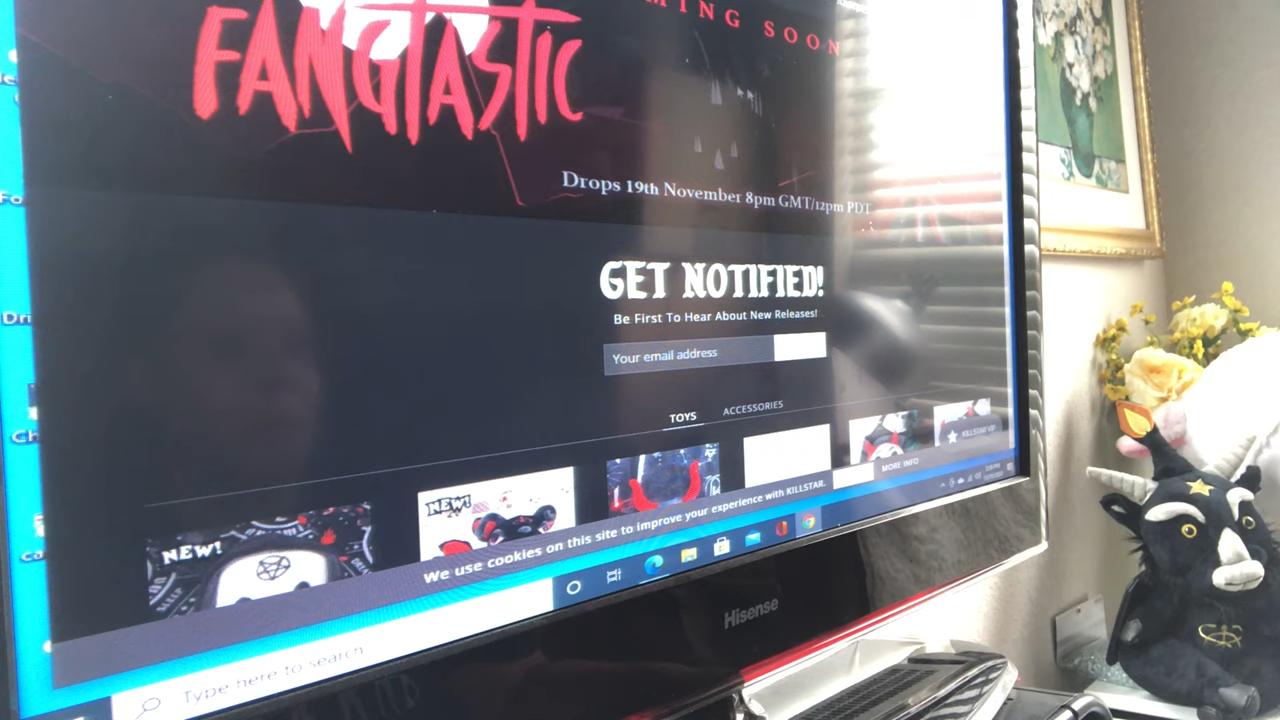 FANGTASTIC
MING SOON
Drops 19th November 8pm GMT/12pm PDT
GET NOTIFIED!
Be First To Hear About New Releases!
Your email address
TOYS
ACCESSORIES
NEW!
NEW!
KILLSTAR VIP
MORE INFO
We use cookies on this site to improve your experience with KILLSTAR.
Type here to search
Hisense